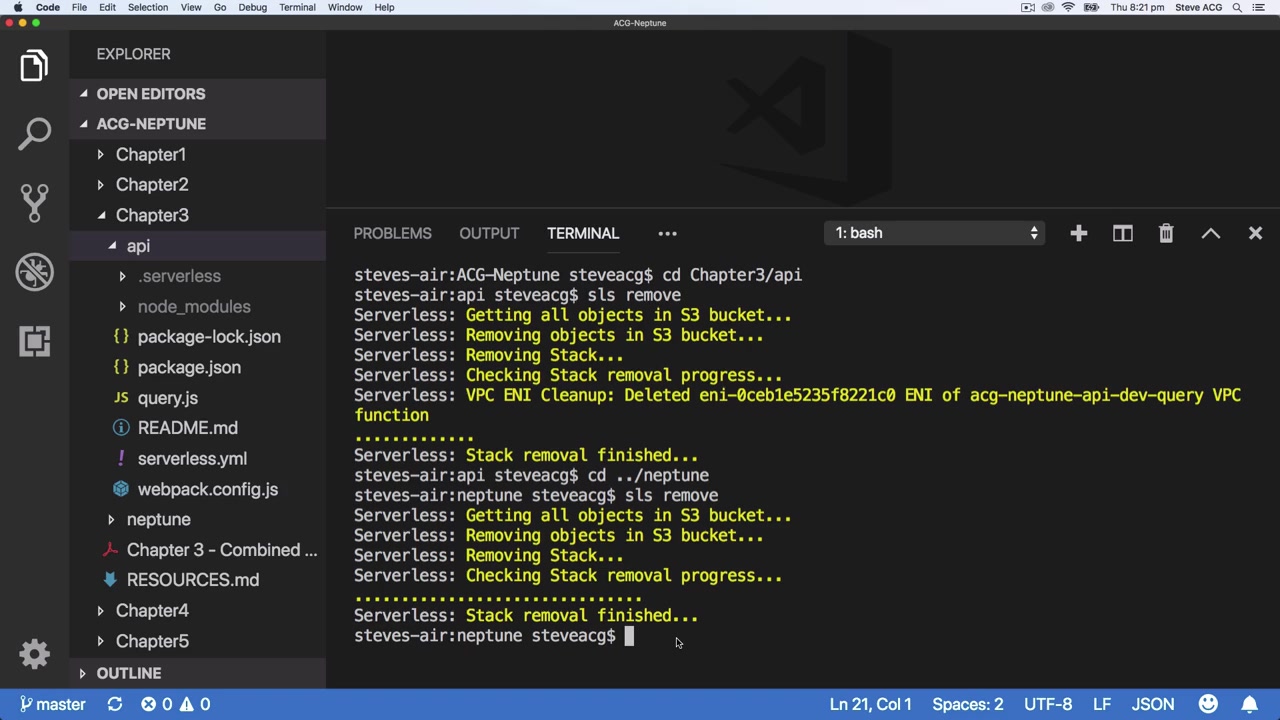 Code File Edit Selection View Go Debug Terminal Window Help Thu 8:21 pm Steve ACG
ACG-Neptune
EXPLORER
OPEN EDITORS
ACG-NEPTUNE
Chapter1
Chapter2
Chapter3
api
.serverless
node_modules
{} package-lock.json
{} package.json
JS query.js
README.md
! serverless.yml
webpack.config.js
neptune
Chapter 3 - Combined ...
RESOURCES.md
Chapter4
Chapter5
OUTLINE
PROBLEMS OUTPUT TERMINAL ••• 1: bash
steves-air:ACG-Neptune steveacg$ cd Chapter3/api
steves-air:api steveacg$ sls remove
Serverless: Getting all objects in S3 bucket...
Serverless: Removing objects in S3 bucket...
Serverless: Removing Stack...
Serverless: Checking Stack removal progress...
Serverless: VPC ENI Cleanup: Deleted eni-0ceb1e5235f8221c0 ENI of acg-neptune-api-dev-query VPC
function
.............
Serverless: Stack removal finished...
steves-air:api steveacg$ cd ../neptune
steves-air:neptune steveacg$ sls remove
Serverless: Getting all objects in S3 bucket...
Serverless: Removing objects in S3 bucket...
Serverless: Removing Stack...
Serverless: Checking Stack removal progress...
...............................
Serverless: Stack removal finished...
steves-air:neptune steveacg$
master 0 0 Ln 21, Col 1 Spaces: 2 UTF-8 LF JSON